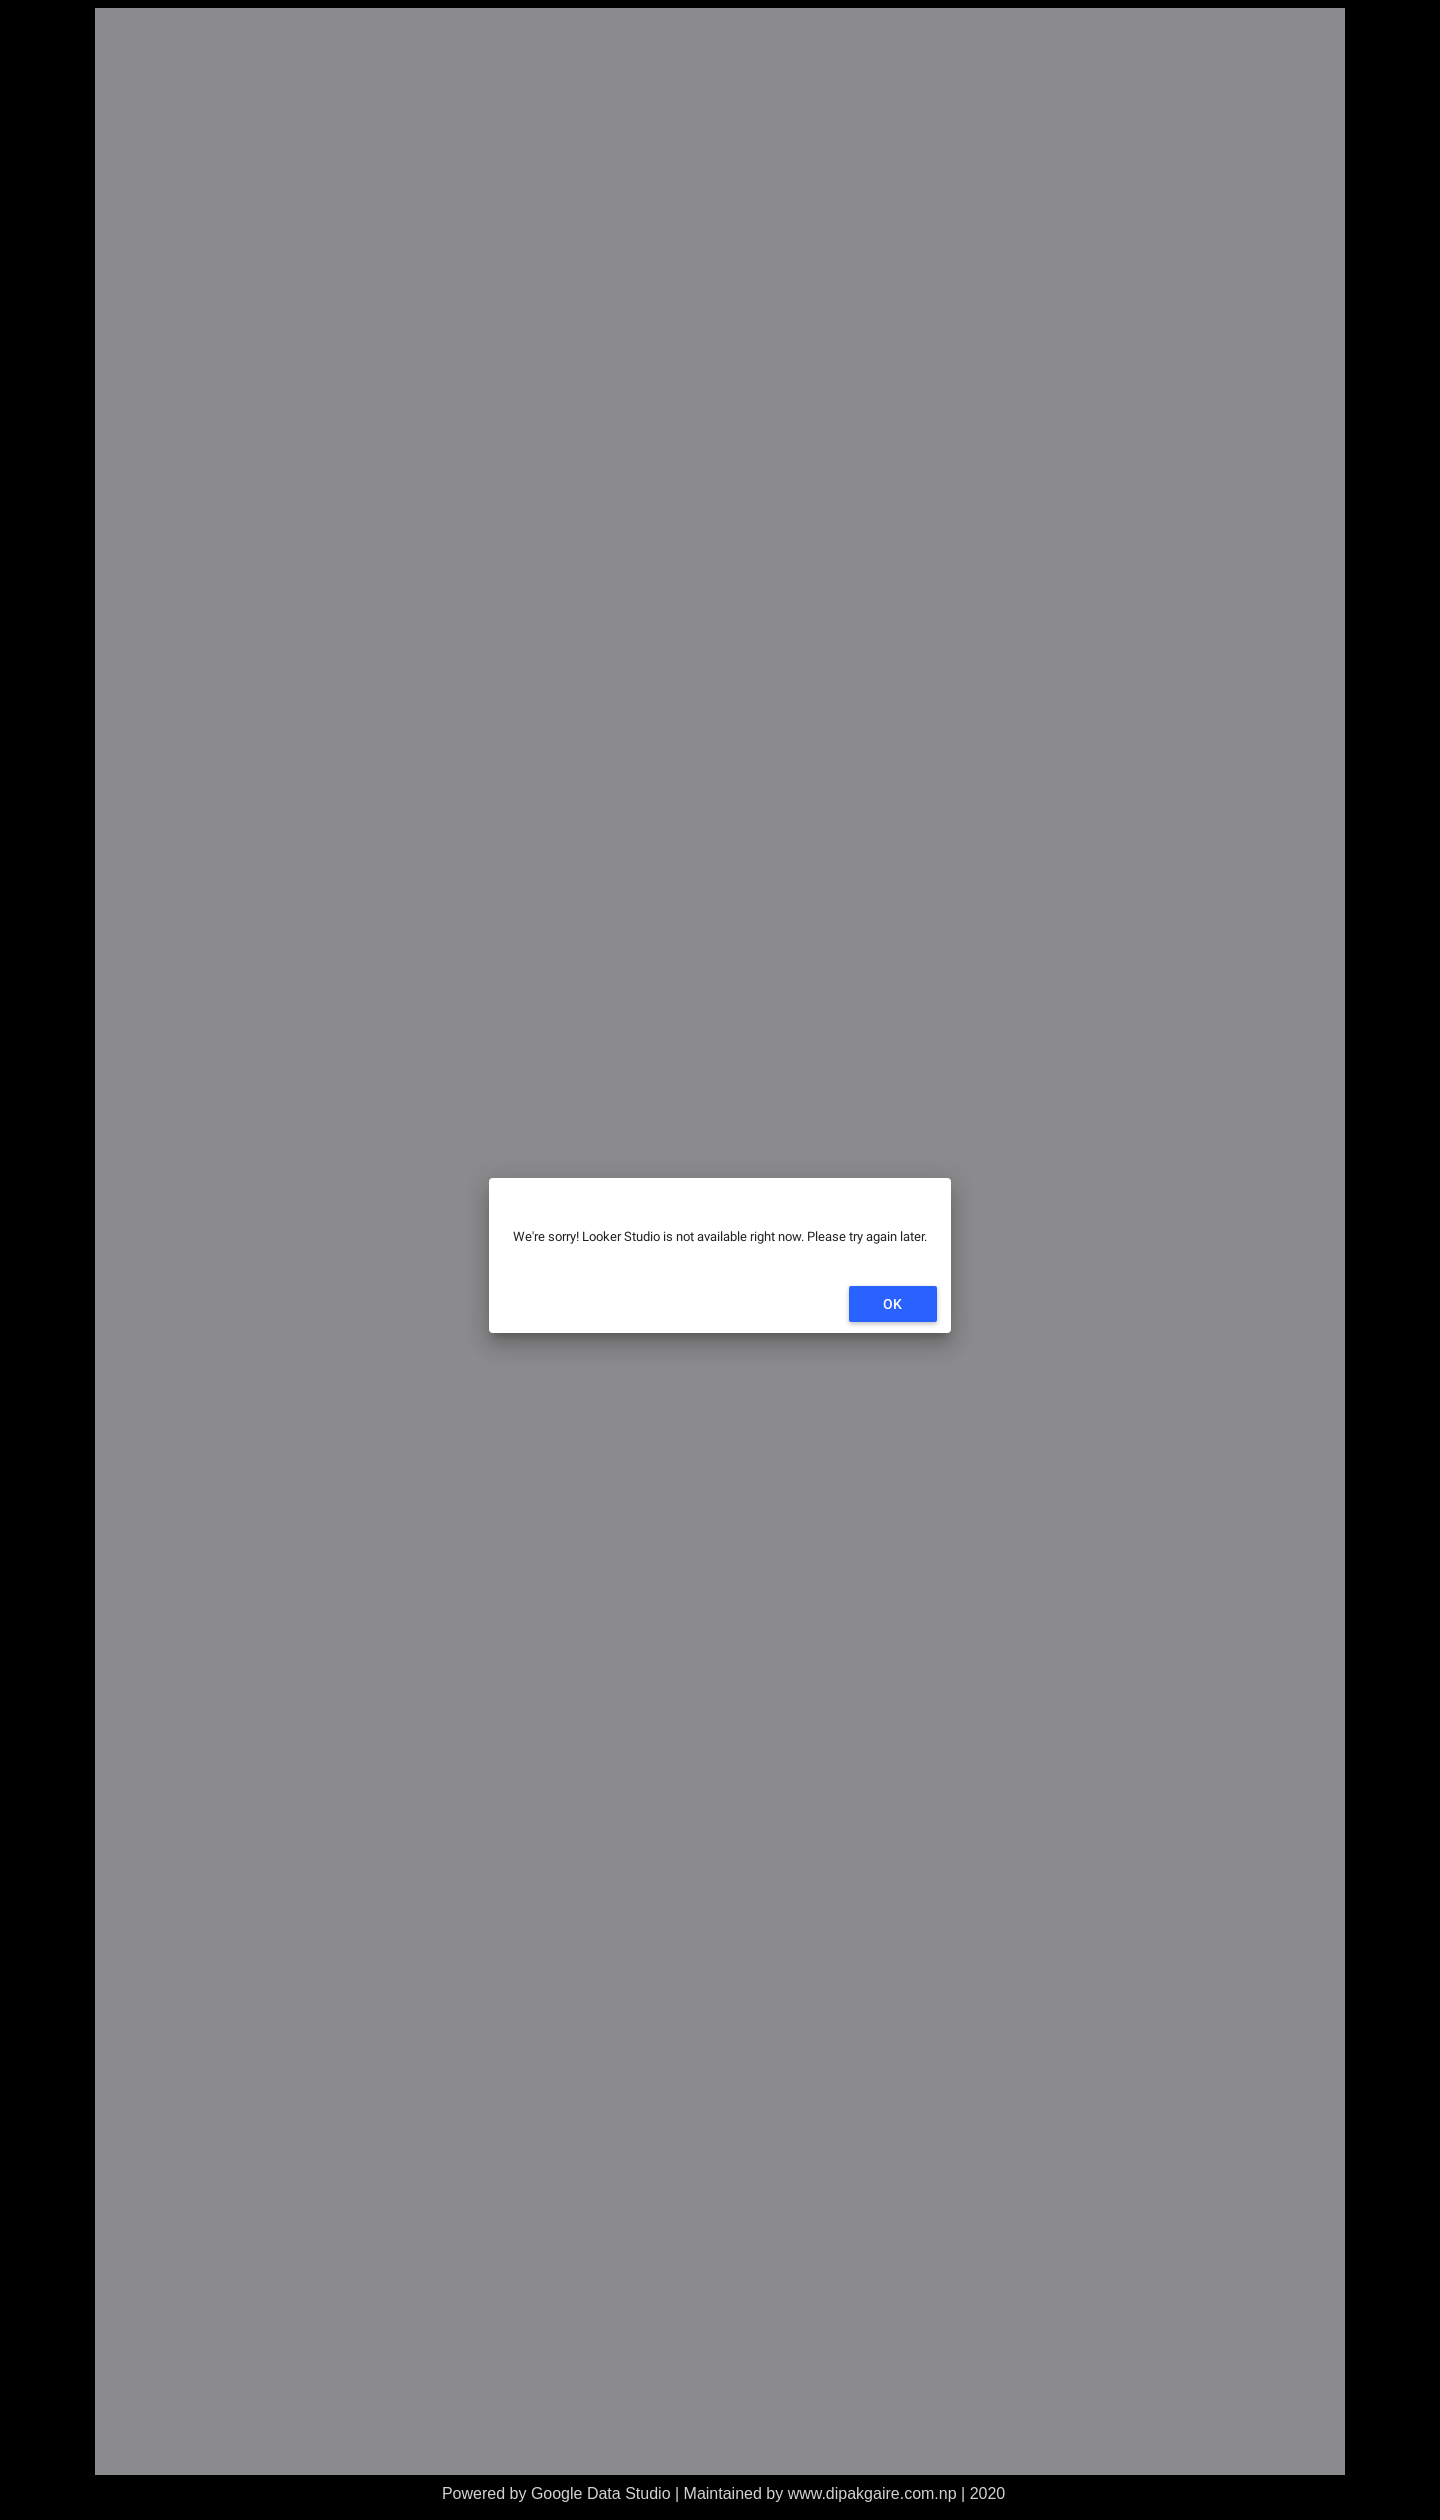 We're sorry! Looker Studio is not available right now. Please try again later.
OK
Powered by Google Data Studio | Maintained by www.dipakgaire.com.np | 2020